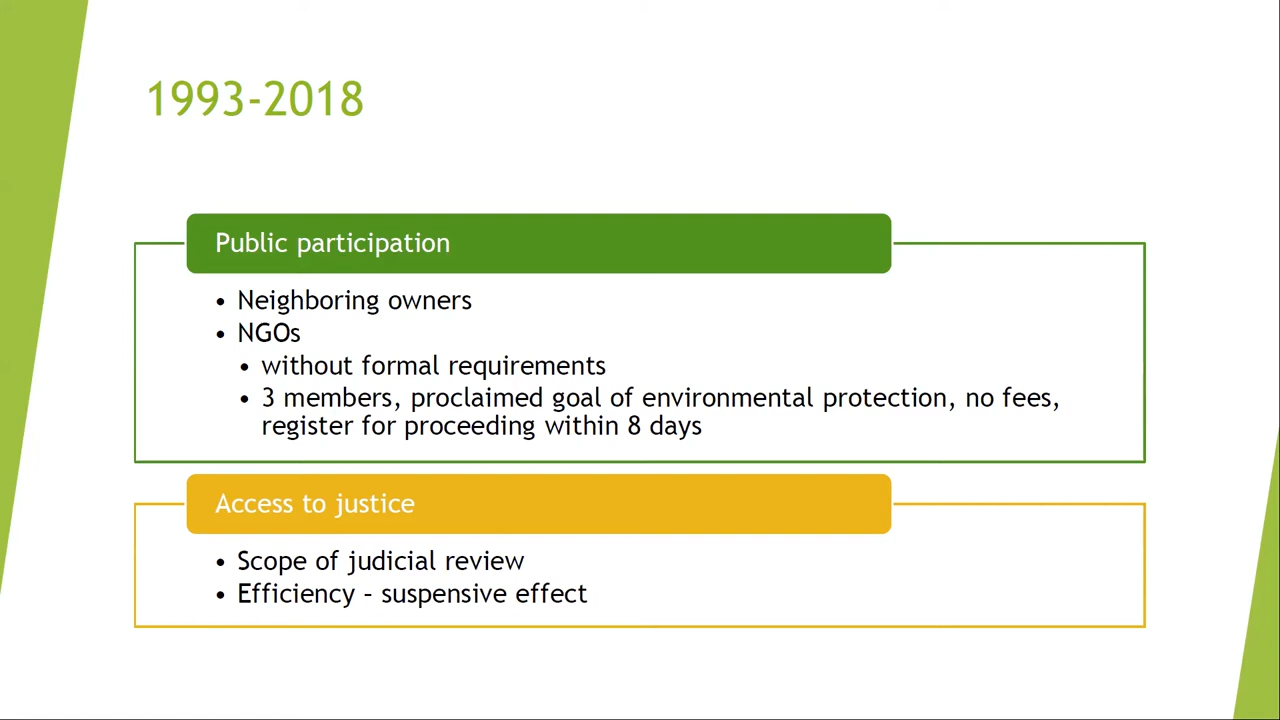 1993-2018
Public participation
• Neighboring owners
• NGOs
• without formal requirements
• 3 members, proclaimed goal of environmental protection, no fees,
register for proceeding within 8 days
Access to justice
• Scope of judicial review
• Efficiency – suspensive effect